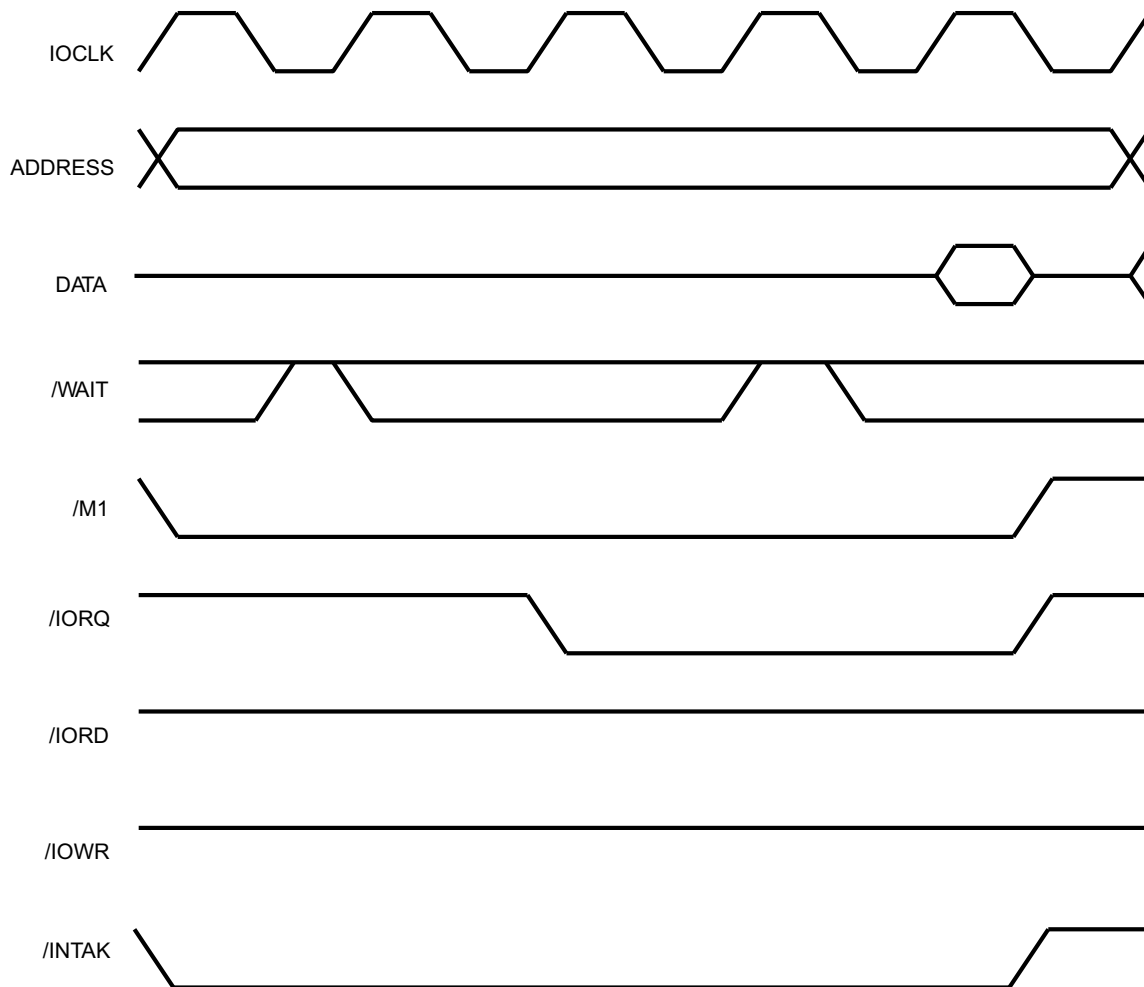 IOCLK
ADDRESS
DATA
/WAIT
/M1
/IORQ
/IORD
/IOWR
/INTAK